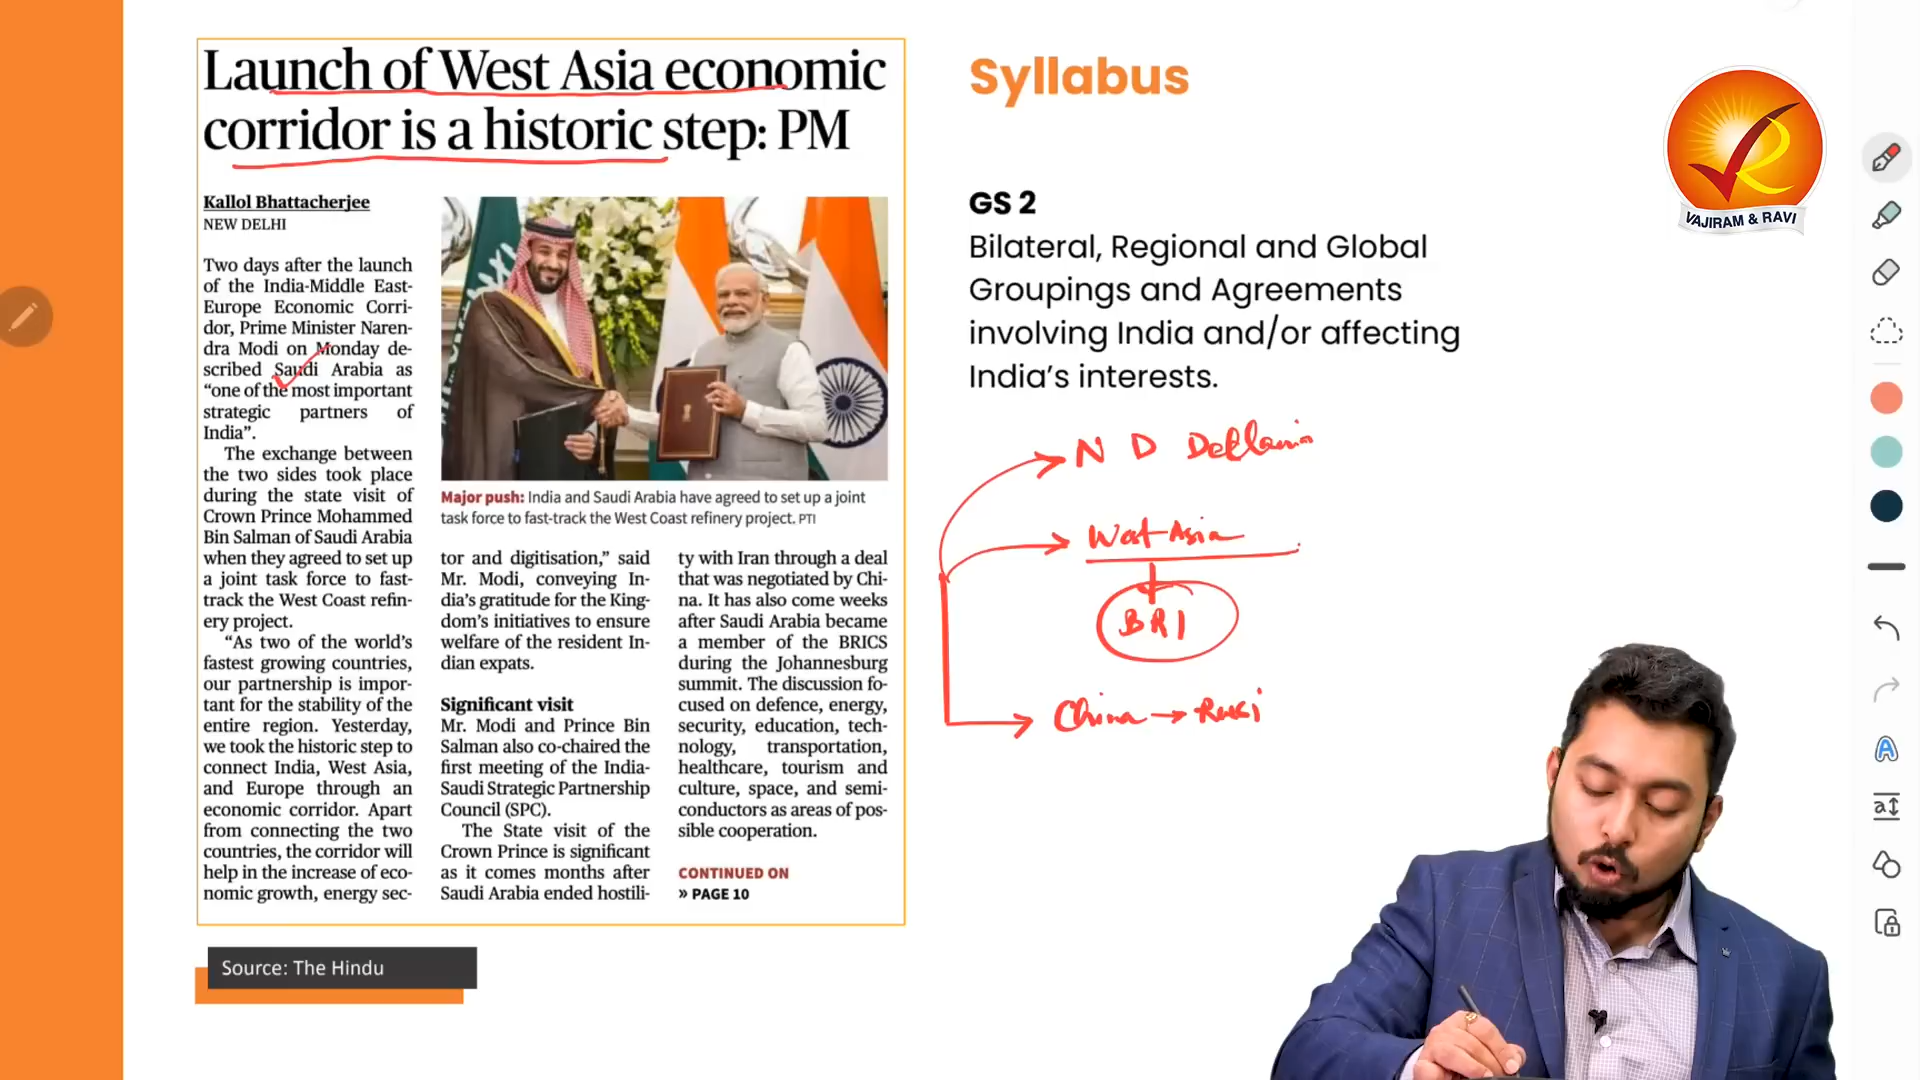 Launch of West Asia economic
corridor is a historic step: PM
Kallol Bhattacherjee
NEW DELHI
Two days after the launch
of the India-Middle East-
Europe Economic Corri-
dor, Prime Minister Naren-
dra Modi on Monday de-
scribed Saudi Arabia as
“one of the most important
strategic partners of
India”.
The exchange between
the two sides took place
during the state visit of
Crown Prince Mohammed
Bin Salman of Saudi Arabia
when they agreed to set up
a joint task force to fast-
track the West Coast refin-
ery project.
“As two of the world’s
fastest growing countries,
our partnership is impor-
tant for the stability of the
entire region. Yesterday,
we took the historic step to
connect India, West Asia,
and Europe through an
economic corridor. Apart
from connecting the two
countries, the corridor will
help in the increase of eco-
nomic growth, energy sec-
Major push: India and Saudi Arabia have agreed to set up a joint
task force to fast-track the West Coast refinery project. PTI
tor and digitisation,” said
Mr. Modi, conveying In-
dia’s gratitude for the King-
dom’s initiatives to ensure
welfare of the resident In-
dian expats.
Significant visit
Mr. Modi and Prince Bin
Salman also co-chaired the
first meeting of the India-
Saudi Strategic Partnership
Council (SPC).
The State visit of the
Crown Prince is significant
as it comes months after
Saudi Arabia ended hostili-
ty with Iran through a deal
that was negotiated by Chi-
na. It has also come weeks
after Saudi Arabia became
a member of the BRICS
during the Johannesburg
summit. The discussion fo-
cused on defence, energy,
security, education, tech-
nology, transportation,
healthcare, tourism and
culture, space, and semi-
conductors as areas of pos-
sible cooperation.
CONTINUED ON
» PAGE 10
Source: The Hindu
Syllabus
GS 2
Bilateral, Regional and Global
Groupings and Agreements
involving India and/or affecting
India’s interests.
N D
West Asia
BRI
China →
VAJIRAM & RAVI